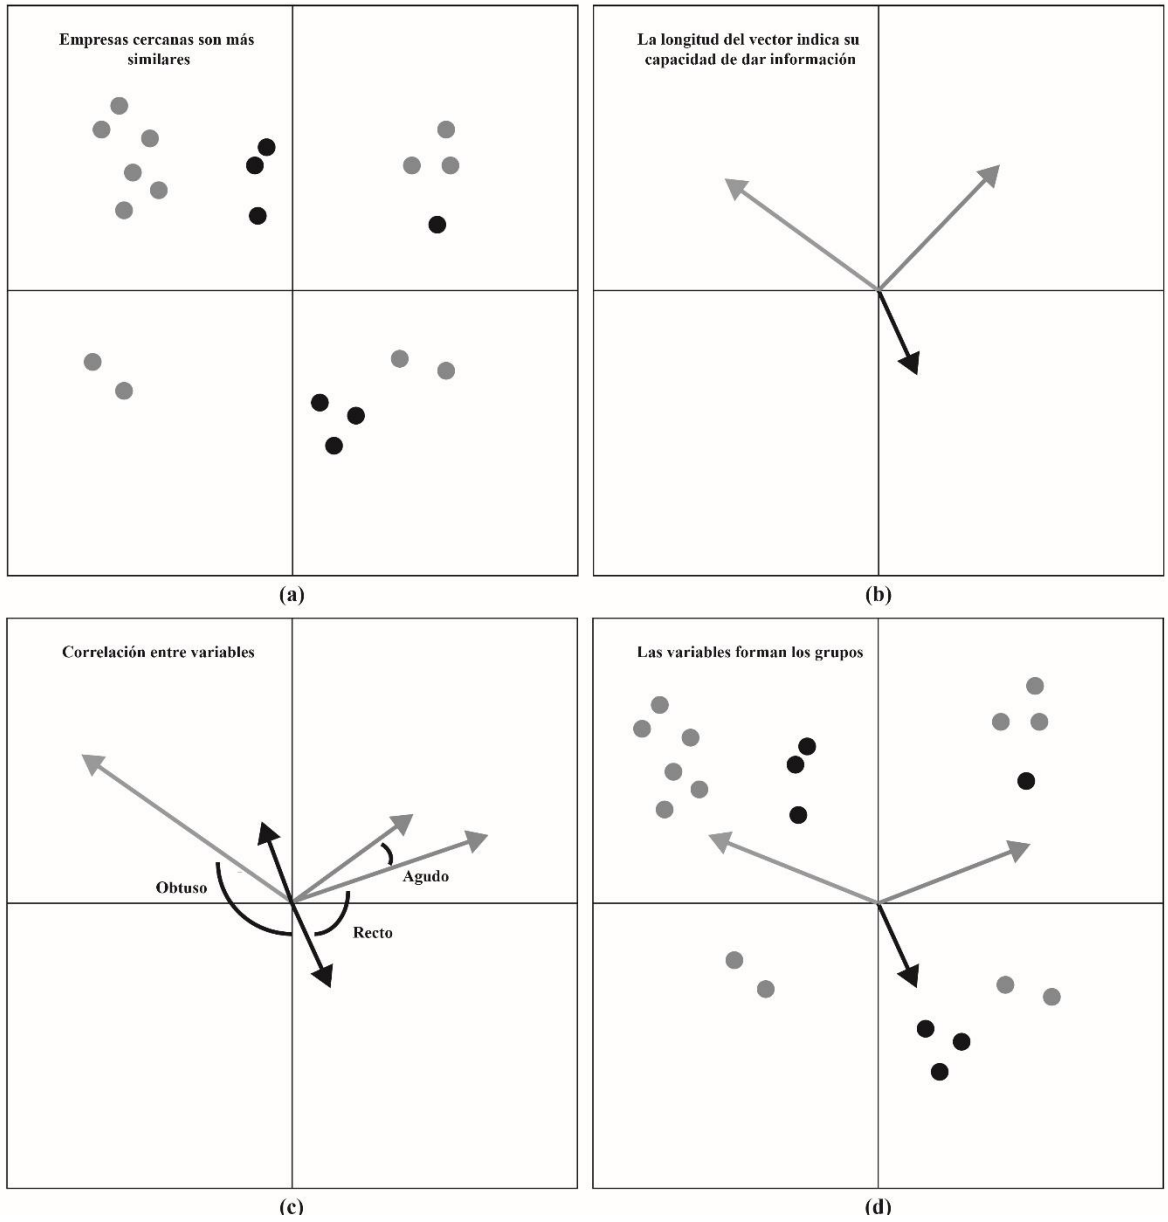 Empresas cercanas son más
similares
La longitud del vector indica su
capacidad de dar información
(a)
(b)
Correlación entre variables
Obtuso
Agudo
Recto
Las variables forman los grupos
(c)
(d)